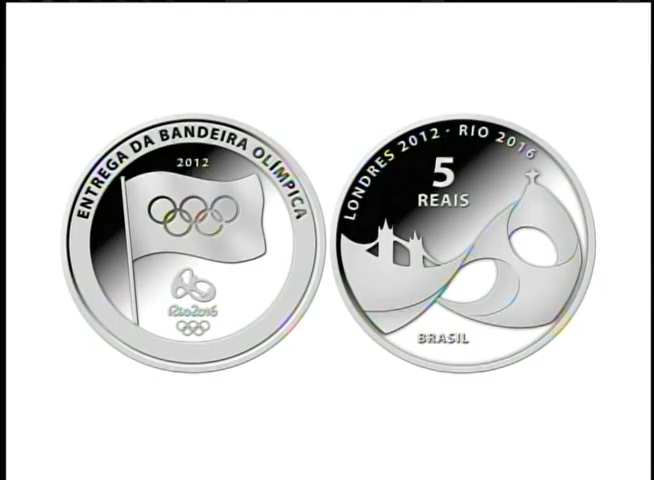 ENTREGA DA BANDEIRA OLÍMPICA
2012
Rio2016
LONDRES 2012 - RIO 2016
5
REAIS
BRASIL